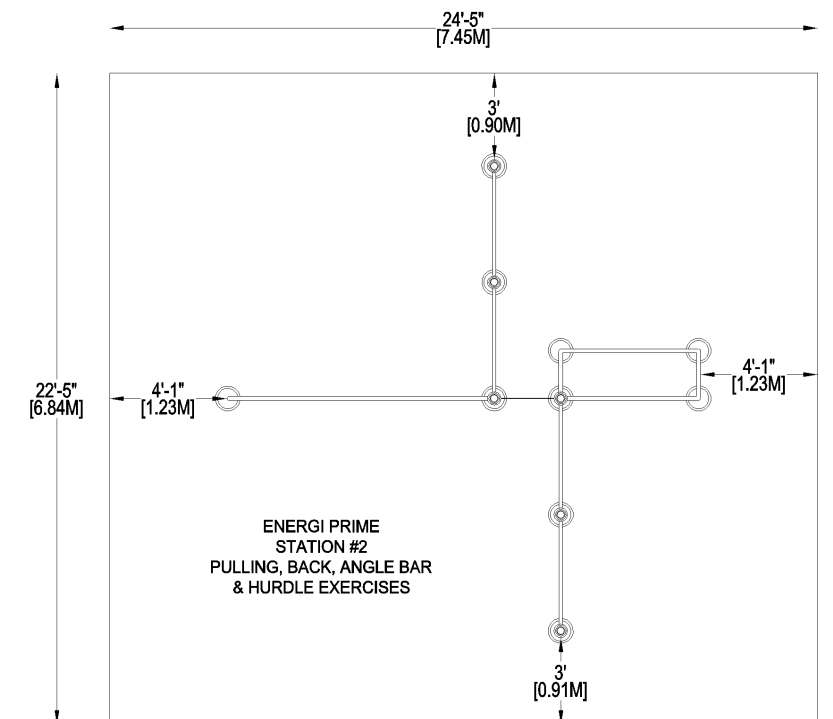 24'-5"
[7.45M]
3'
[0.90M]
22'-5"
[6.84M]
4'-1"
[1.23M]
4'-1"
[1.23M]
ENERGI PRIME
STATION #2
PULLING, BACK, ANGLE BAR
& HURDLE EXERCISES
3'
[0.91M]